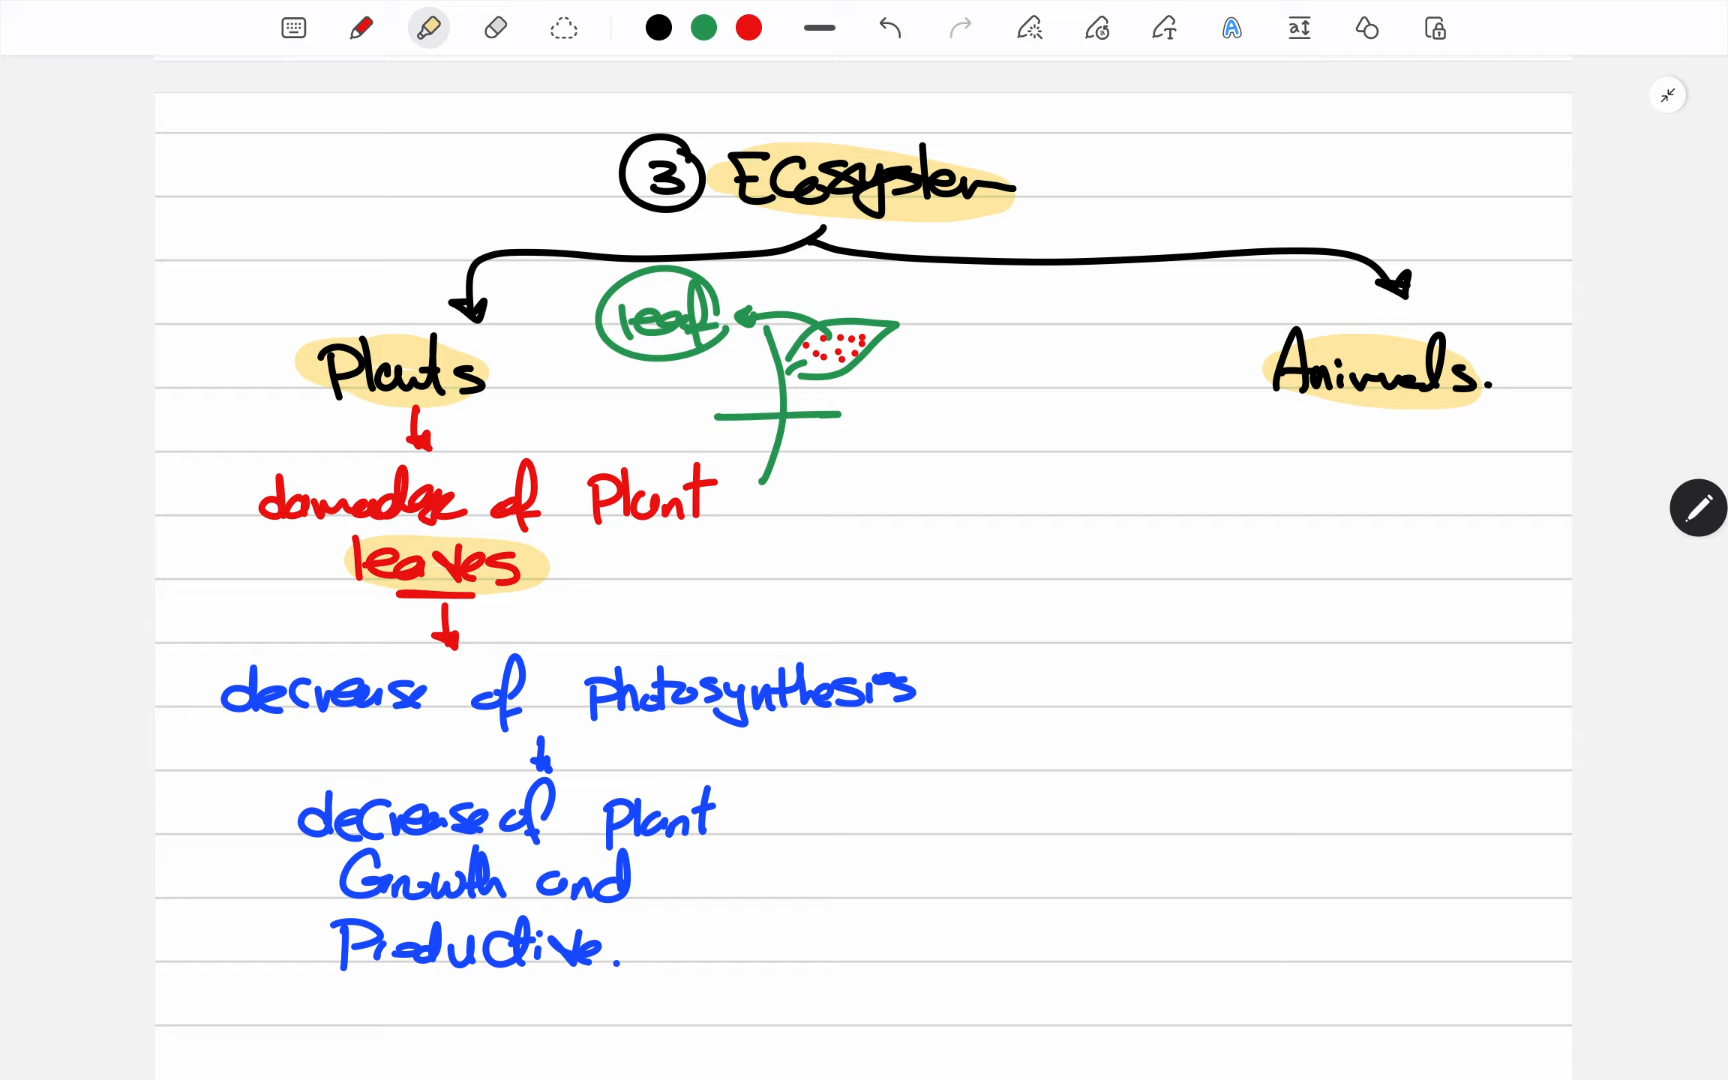 3 Ecosystem
leaf
Plants
Animals.
damadge of Plant
leaves
decrease of photosynthesis
decrease of plant
Growth and
Productive.